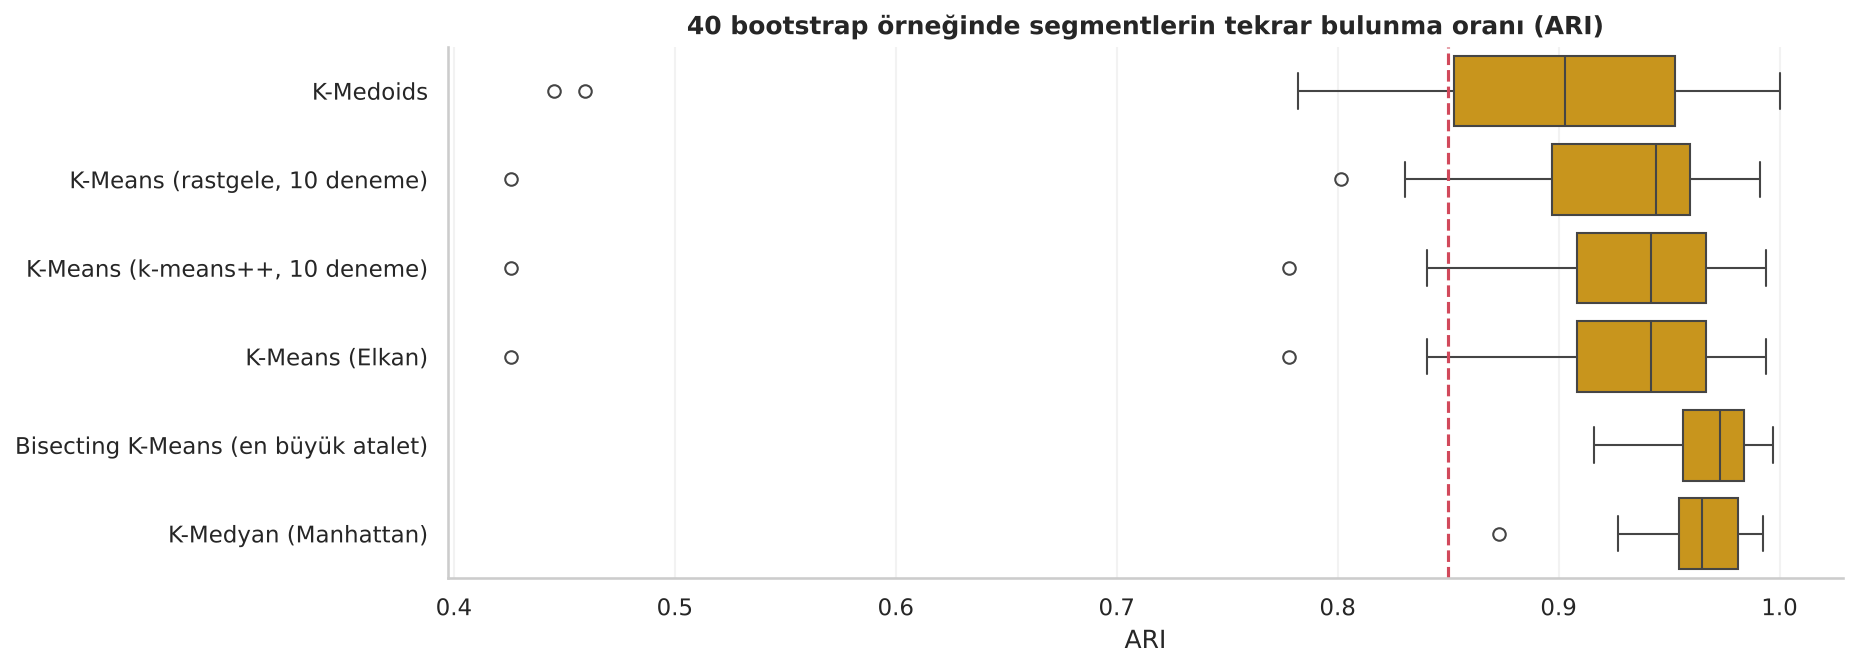 40 bootstrap örneğinde segmentlerin tekrar bulunma oranı (ARI)
K-Medoids
K-Means (rastgele, 10 deneme)
K-Means (k-means++, 10 deneme)
K-Means (Elkan)
Bisecting K-Means (en büyük atalet)
K-Medyan (Manhattan)
0.4 0.5 0.6 0.7 0.8 0.9 1.0
ARI